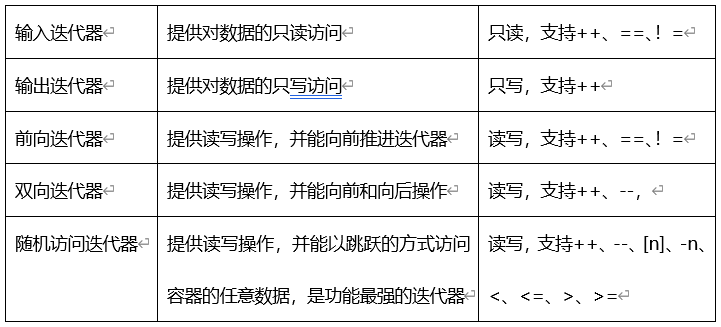 输入迭代器 提供对数据的只读访问 只读，支持++、==、！=
输出迭代器 提供对数据的只写访问 只写，支持++
前向迭代器 提供读写操作，并能向前推进迭代器 读写，支持++、==、！=
双向迭代器 提供读写操作，并能向前和向后操作 读写，支持++、--，
随机访问迭代器 提供读写操作，并能以跳跃的方式访问 读写，支持++、--、[n]、-n、
容器的任意数据，是功能最强的迭代器 <、<=、>、>=